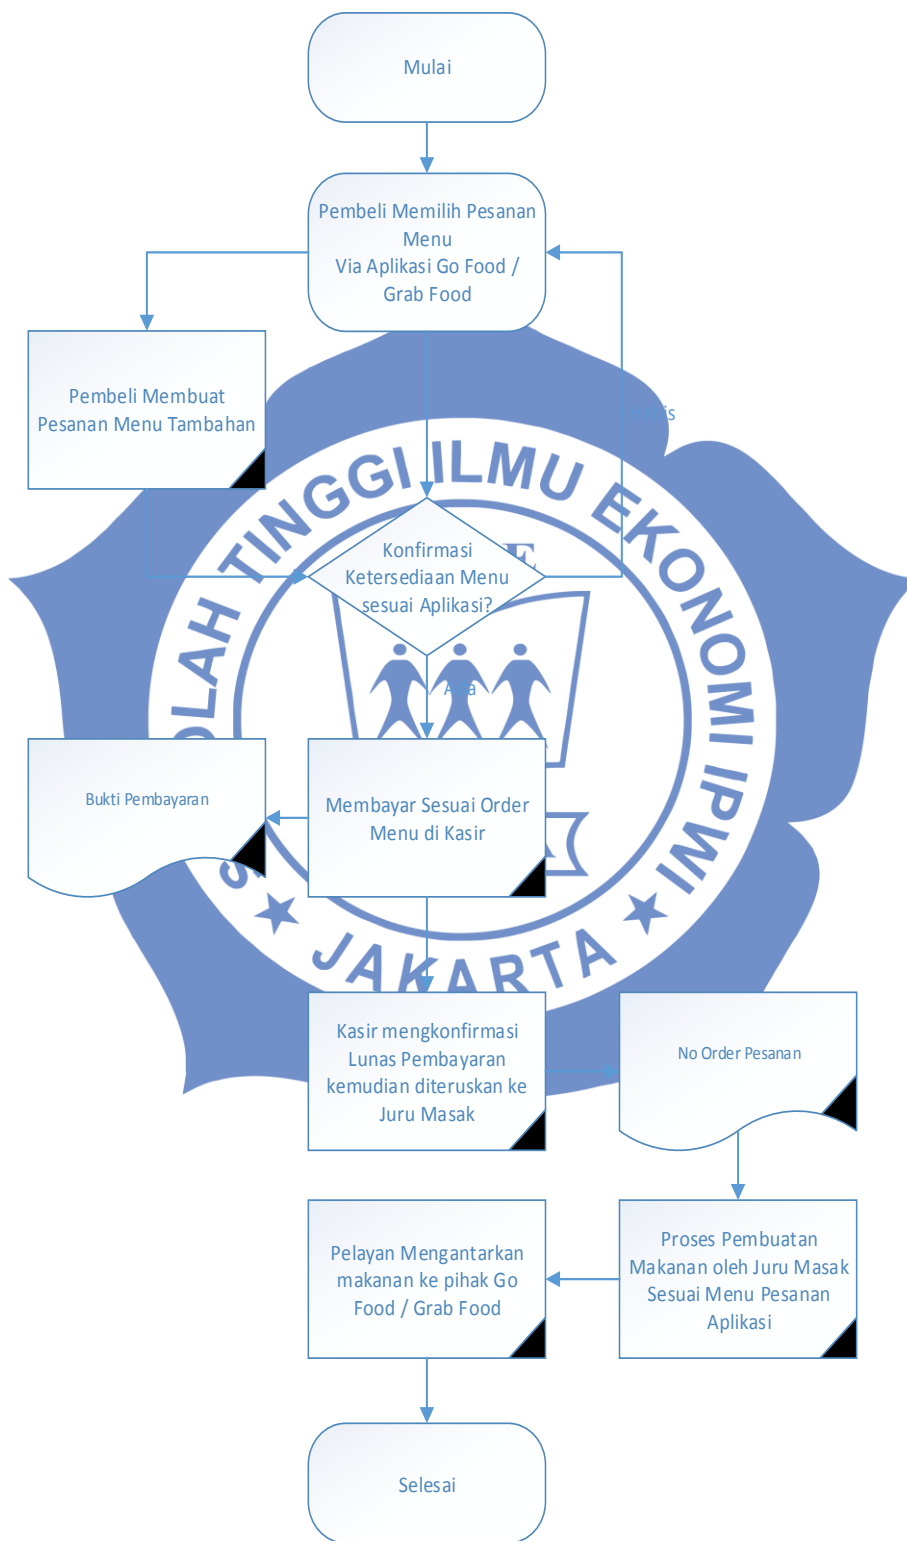 Mulai
Pembeli Memilih Pesanan
Menu
Via Aplikasi Go Food /
Grab Food
Pembeli Membuat
Pesanan Menu Tambahan
TINGGI ILMU EKONOMI IPWI
Konfirmasi
Ketersediaan Menu
sesuai Aplikasi?
Bukti Pembayaran
Membayar Sesuai Order
Menu di Kasir
★ JAKARTA ★
Kasir mengkonfirmasi
Lunas Pembayaran
kemudian diteruskan ke
Juru Masak
No Order Pesanan
Pelayan Mengantarkan
makanan ke pihak Go
Food / Grab Food
Proses Pembuatan
Makanan oleh Juru Masak
Sesuai Menu Pesanan
Aplikasi
Selesai